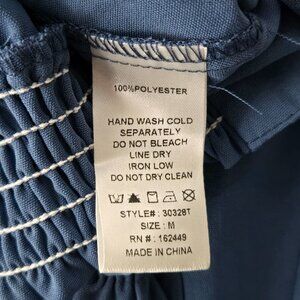 100%POLYESTER
HAND WASH COLD
SEPARATELY
DO NOT BLEACH
LINE DRY
IRON LOW
DO NOT DRY CLEAN
STYLE#: 30328T
SIZE: M
RN #: 162449
MADE IN CHINA